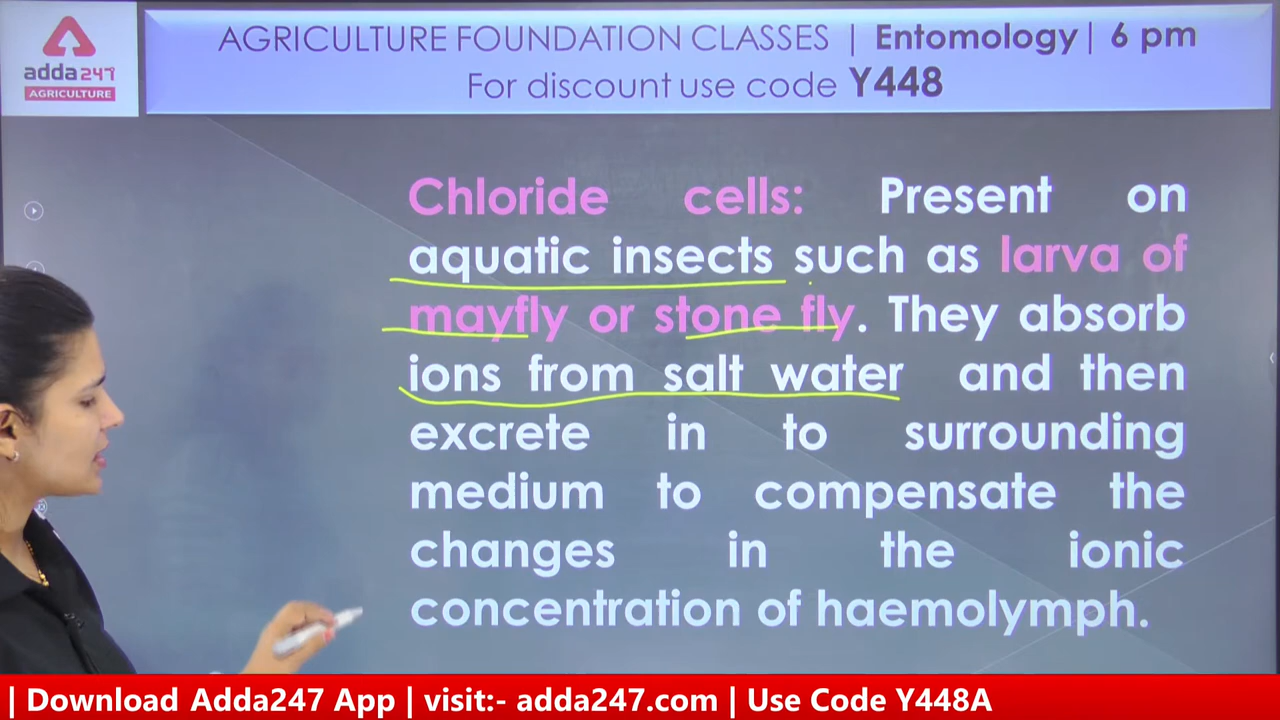 adda247
AGRICULTURE
AGRICULTURE FOUNDATION CLASSES | Entomology| 6 pm
For discount use code Y448
Chloride cells: Present on
aquatic insects such as larva of
mayfly or stone fly. They absorb
ions from salt water and then
excrete in to surrounding
medium to compensate the
changes in the ionic
concentration of haemolymph.
| Download Adda247 App | visit:- adda247.com | Use Code Y448A